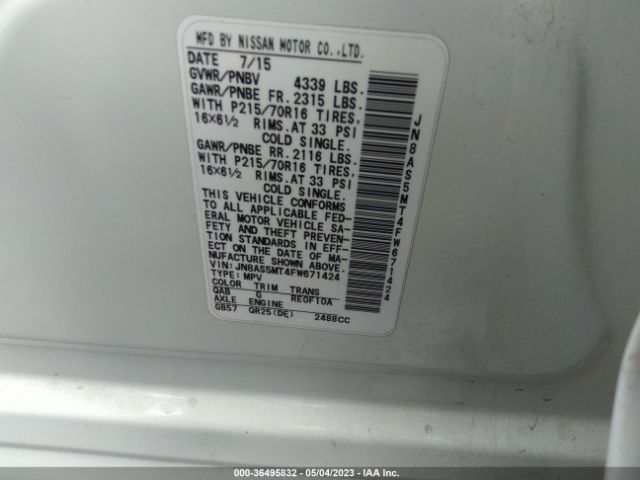 MFD BY NISSAN MOTOR CO.,LTD.
DATE 7/15
GVWR/PNBV 4339 LBS.
GAWR/PNBE FR. 2315 LBS.
WITH P215/70R16 TIRES,
16×6½ RIMS.AT 33 PSI
COLD SINGLE.
GAWR/PNBE RR. 2116 LBS.
WITH P215/70R16 TIRES,
16×6½ RIMS.AT 33 PSI
COLD SINGLE.
THIS VEHICLE CONFORMS
TO ALL APPLICABLE FED-
ERAL MOTOR VEHICLE SA-
FETY AND THEFT PREVEN-
TION STANDARDS IN EFF-
ECT ON THE DATE OF MA-
NUFACTURE SHOWN ABOVE.
VIN: JN8AS5MT4FW671424
TYPE: MPV
COLOR TRIM TRANS
QAB G RE0F10A
AXLE ENGINE
GB57 QR25(DE) 2488CC
JN8AS5MT4FW671424
000-36495832 - 05/04/2023 - IAA Inc.